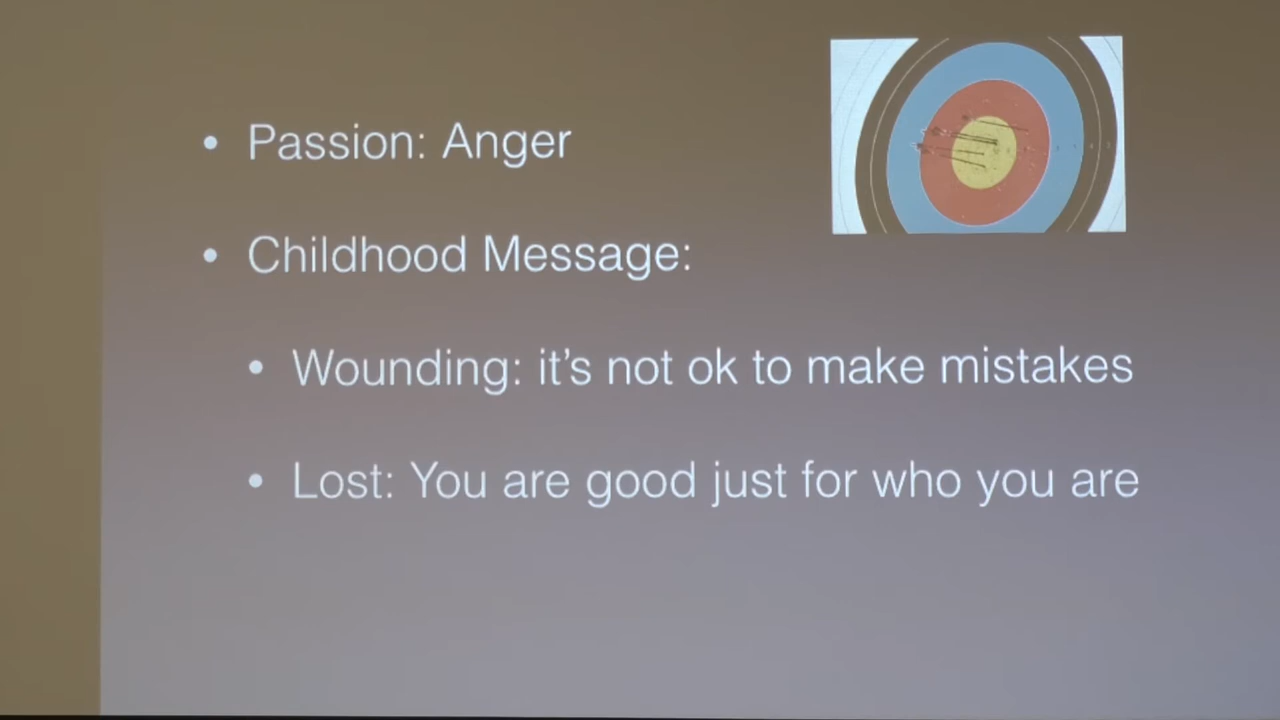 • Passion: Anger
• Childhood Message:
• Wounding: it's not ok to make mistakes
• Lost: You are good just for who you are